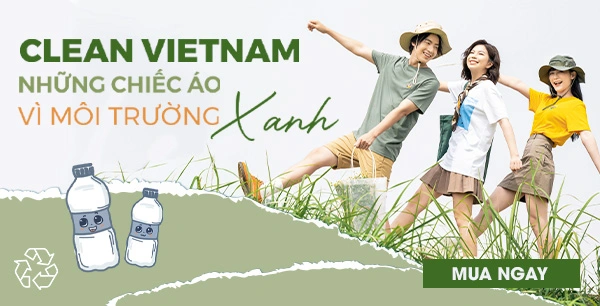 CLEAN VIETNAM
NHỮNG CHIẾC ÁO
VÌ MÔI TRƯỜNG Xanh
MUA NGAY